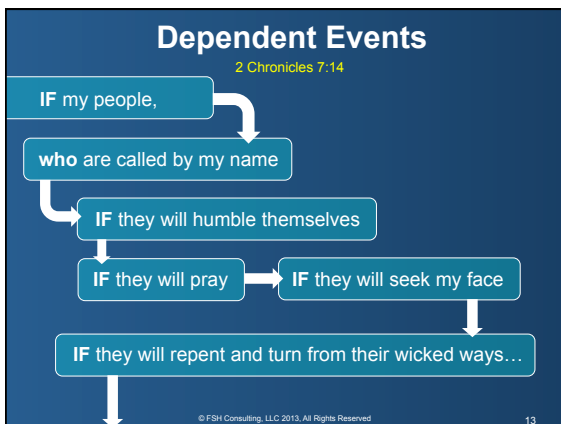 Dependent Events
2 Chronicles 7:14
IF my people,
who are called by my name
IF they will humble themselves
IF they will pray
IF they will seek my face
IF they will repent and turn from their wicked ways…
© FSH Consulting, LLC 2013, All Rights Reserved
13